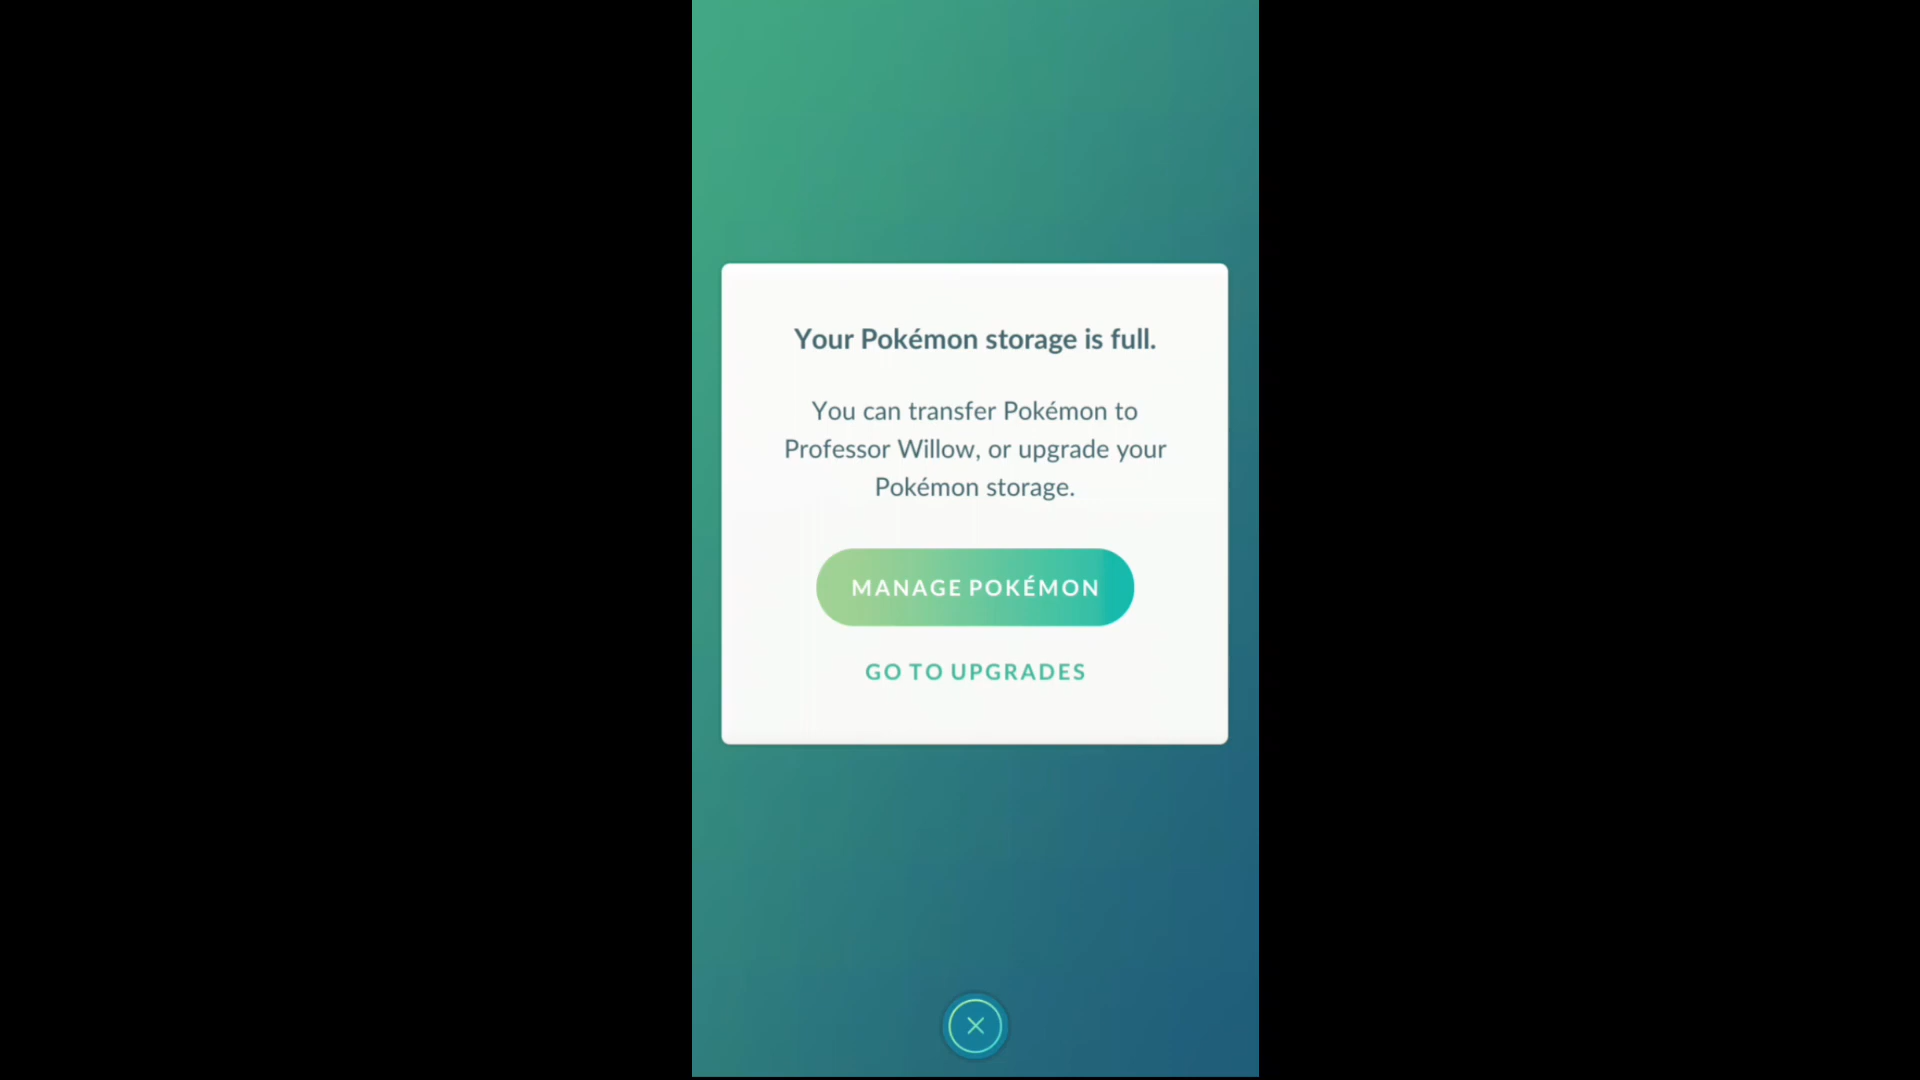 Your Pokémon storage is full.
You can transfer Pokémon to
Professor Willow, or upgrade your
Pokémon storage.
MANAGE POKÉMON
GO TO UPGRADES